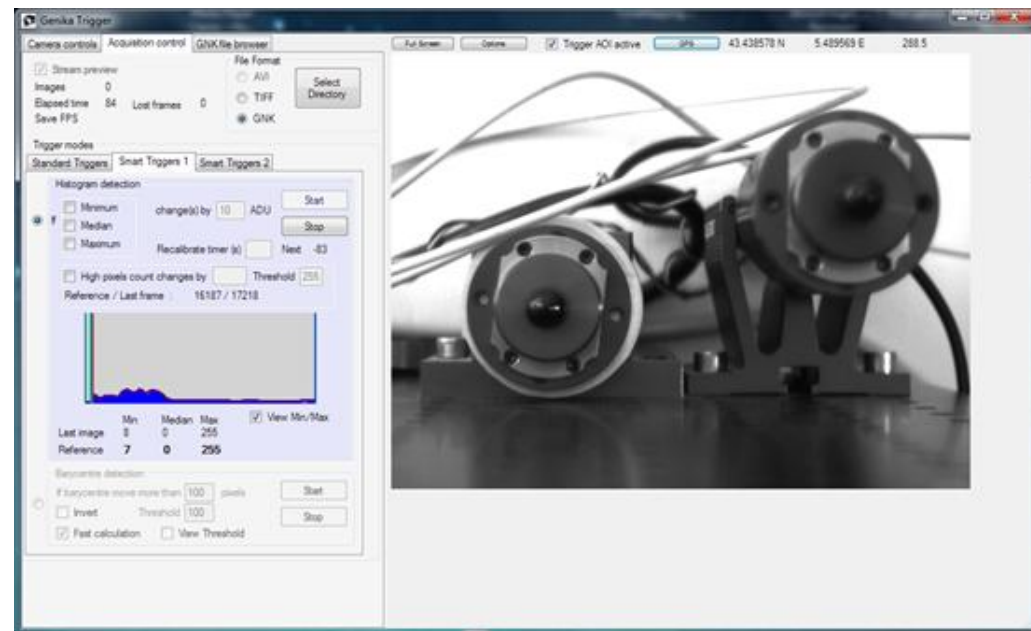 Genika Trigger
Camera controls Acquisition control GNK file browser
Full Screen Options Trigger AOI active GPS 43.438578 N 5.489569 E 288.5
Stream preview
Images 0
Elapsed time 84 Lost frames 0
Save FPS
File Format
AVI
TIFF
GNK
Select Directory
Trigger modes
Standard Triggers Smart Triggers 1 Smart Triggers 2
Histogram detection
If
Minimum
Median
Maximum
change(s) by 10 ADU
Start
Stop
Recalibrate timer (s) Next -83
High pixels count changes by Threshold 255
Reference / Last frame : 16187 / 17218
Min Median Max View Min/Max
Last image 8 0 255
Reference 7 0 255
Barycentre detection
If barycentre move more than 100 pixels Start
Invert Threshold 100 Stop
Fast calculation View Threshold